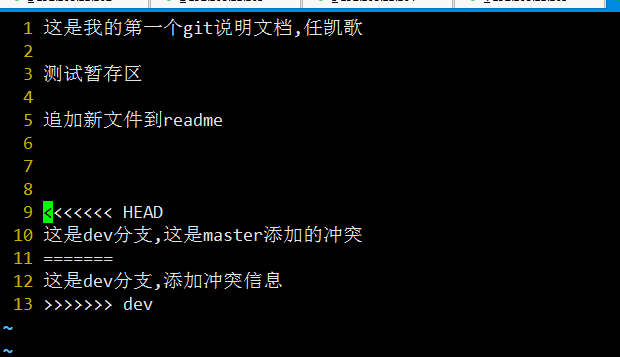 1 这是我的第一个git说明文档,任凯歌
2
3 测试暂存区
4
5 追加新文件到readme
6
7
8
9 <<<<<<< HEAD
10 这是dev分支,这是master添加的冲突
11 =======
12 这是dev分支,添加冲突信息
13 >>>>>>> dev
~
~